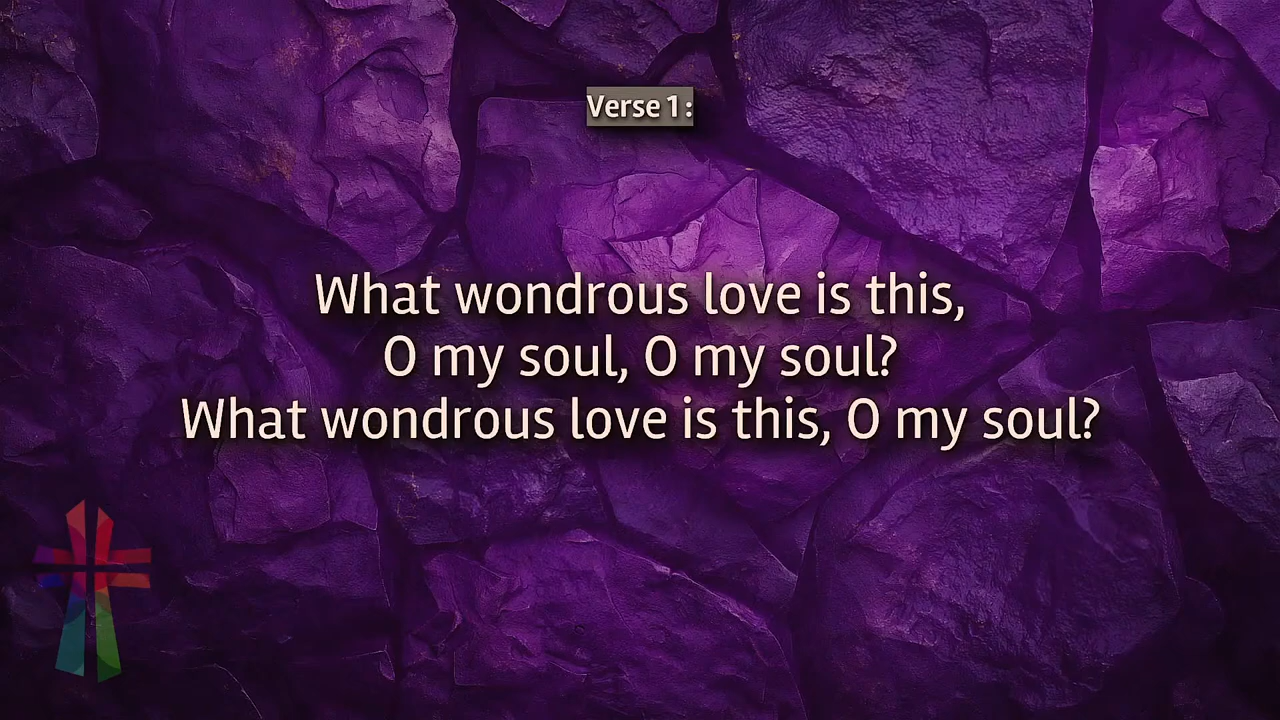 Verse 1:
What wondrous love is this,
O my soul, O my soul?
What wondrous love is this, O my soul?